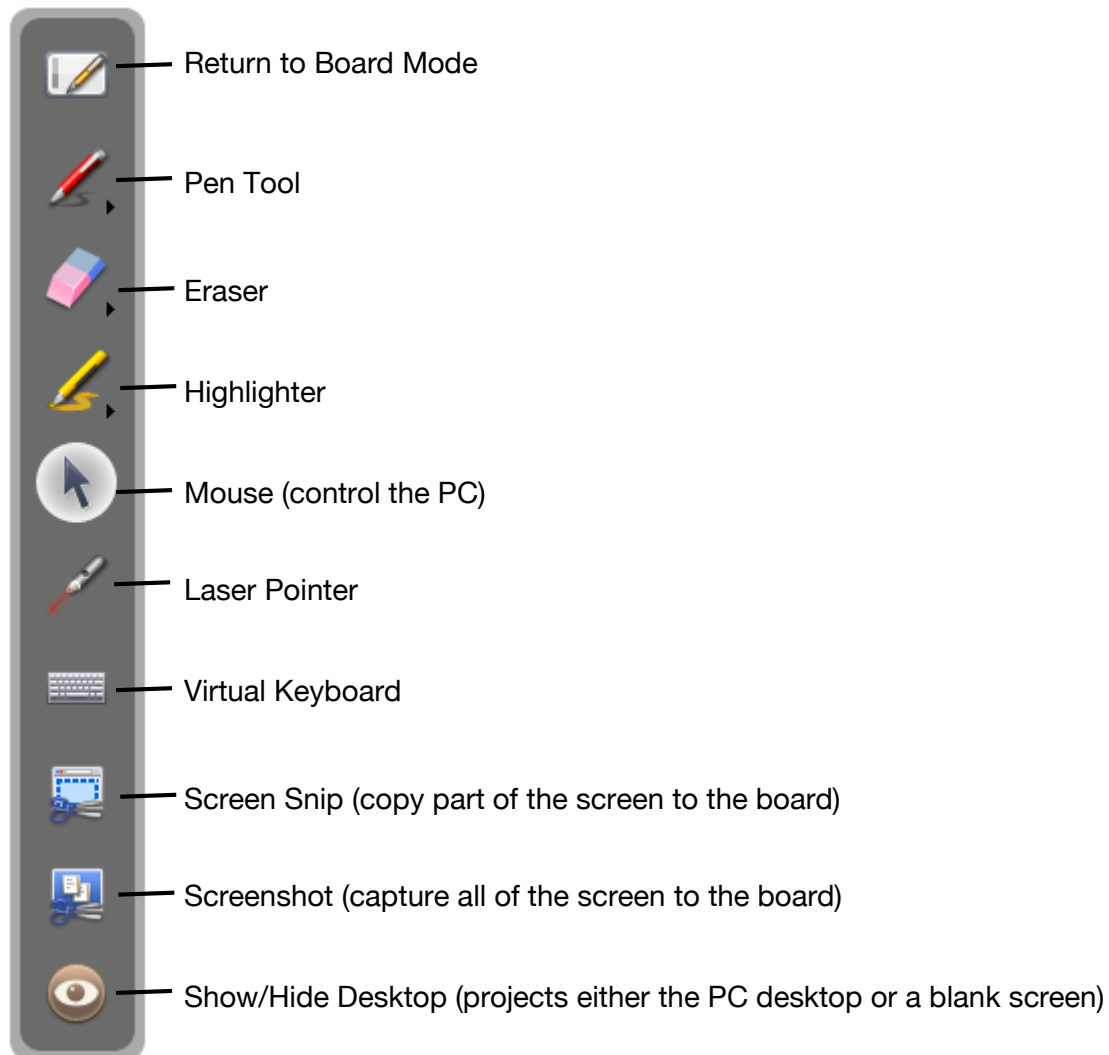 Return to Board Mode
Pen Tool
Eraser
Highlighter
Mouse (control the PC)
Laser Pointer
Virtual Keyboard
Screen Snip (copy part of the screen to the board)
Screenshot (capture all of the screen to the board)
Show/Hide Desktop (projects either the PC desktop or a blank screen)